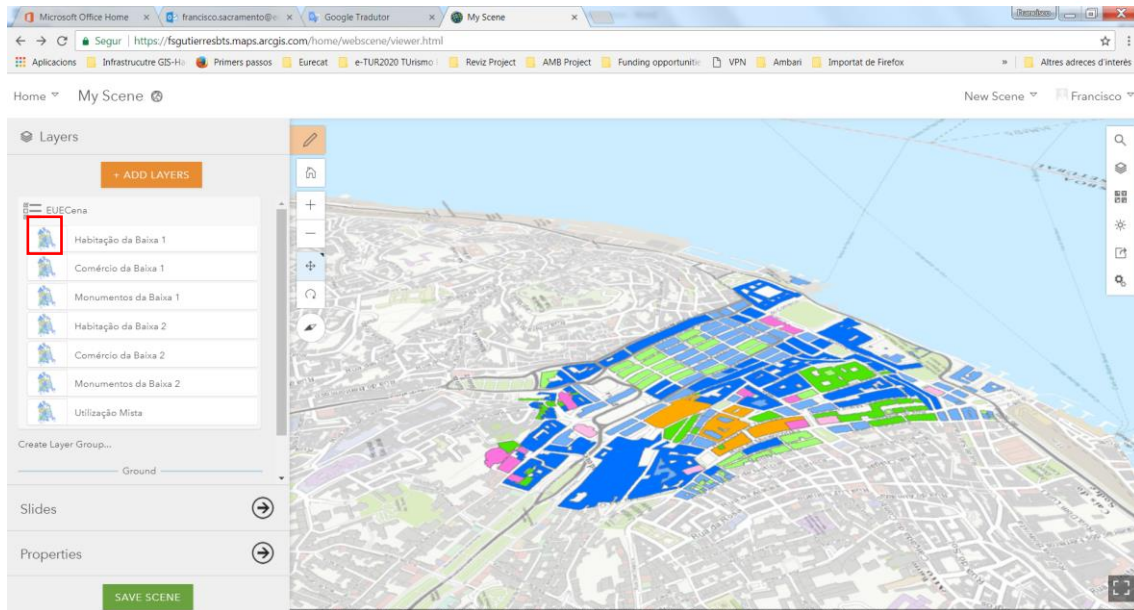 Microsoft Office Home
francisco.sacramento@e
Google Tradutor
My Scene
Francisco
Segur | https://fsgutierresbts.maps.arcgis.com/home/webscene/viewer.html
Aplicacions
Infrastrucutre GIS-Ha
Primers passos
Eurecat
e-TUR2020 TUrismo I
Reviz Project
AMB Project
Funding opportunitie
VPN
Ambari
Importat de Firefox
»
Altres adreces d'interès
Home
My Scene
New Scene
Francisco
Layers
+ ADD LAYERS
EUECena
Habitação da Baixa 1
Comércio da Baixa 1
Monumentos da Baixa 1
Habitação da Baixa 2
Comércio da Baixa 2
Monumentos da Baixa 2
Utilização Mista
Create Layer Group...
Ground
Slides
Properties
SAVE SCENE